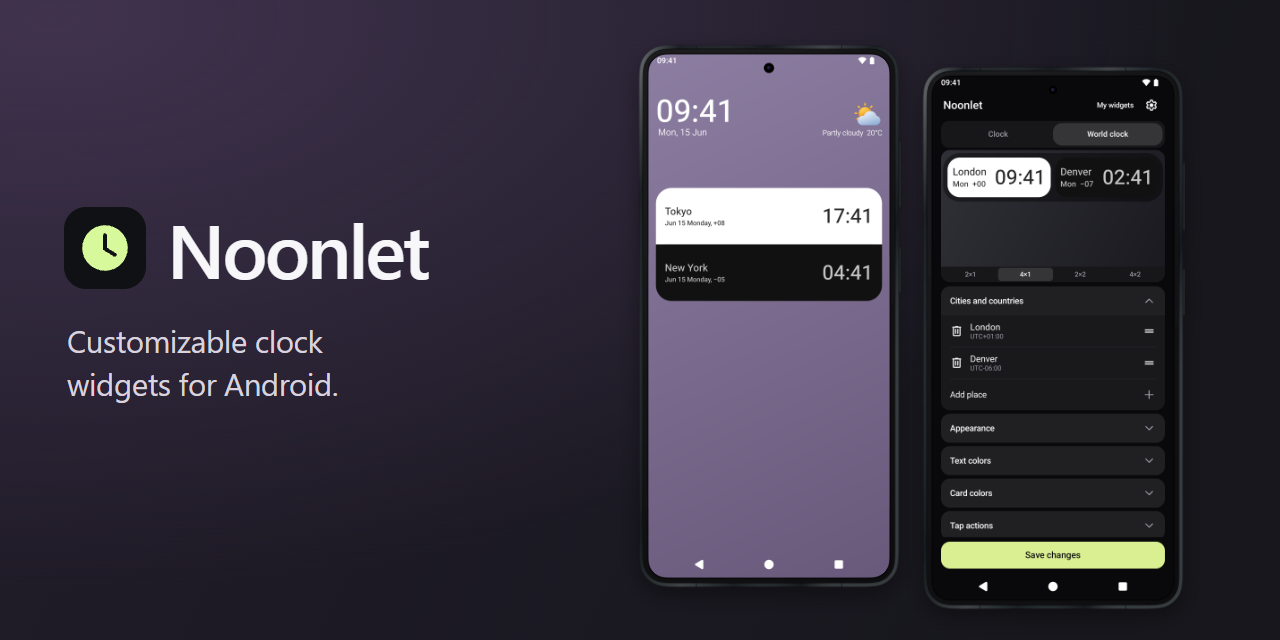 Noonlet
Customizable clock
widgets for Android.
09:41
09:41
Mon, 15 Jun
Partly cloudy 20°C
Tokyo
Jun 15 Monday, +08
17:41
New York
Jun 15 Monday, −05
04:41
09:41
Noonlet
My widgets
Clock
World clock
London
Mon +00
09:41
Denver
Mon −07
02:41
2×1
4×1
2×2
4×2
Cities and countries
London
UTC+01:00
Denver
UTC-06:00
Add place
Appearance
Text colors
Card colors
Tap actions
Save changes